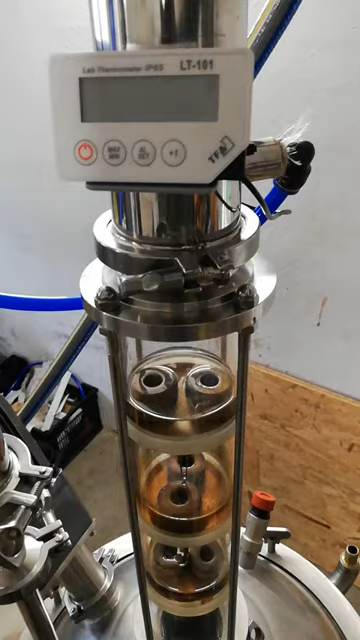 Lab Thermometer IP65 LT-101
MAX
MIN
AL
SET
+T
TFA